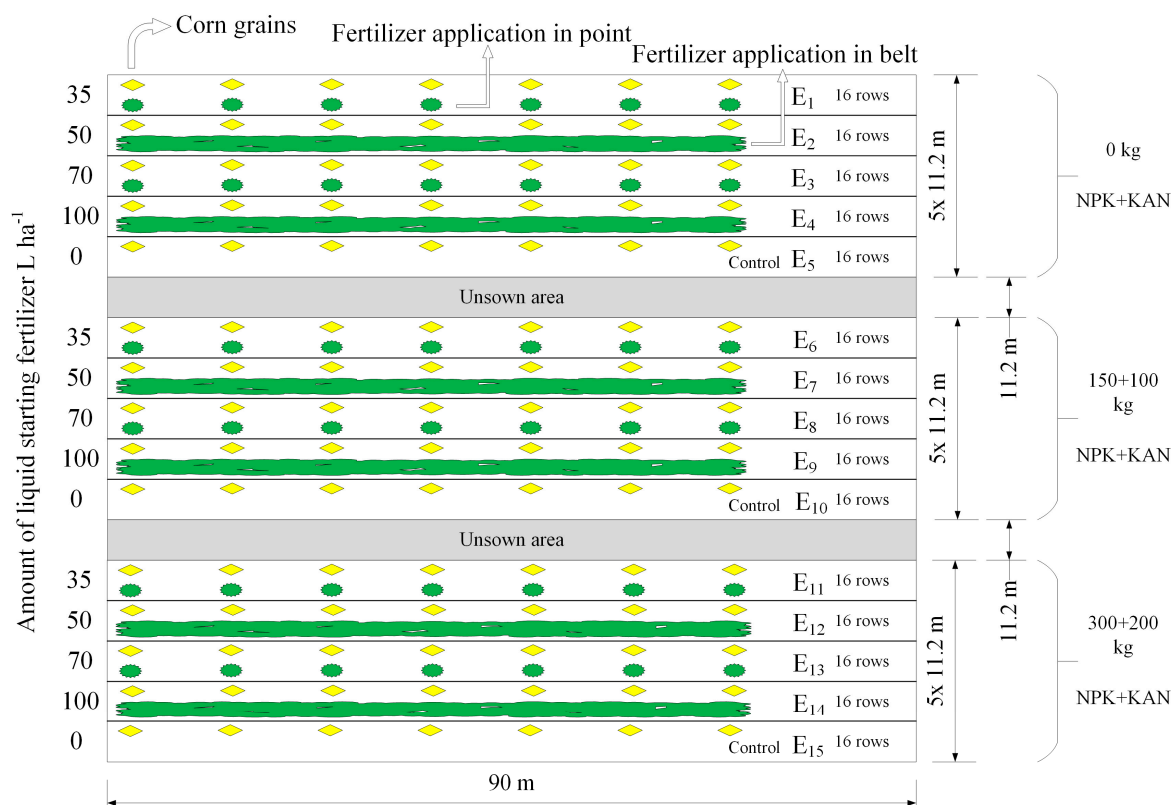 Corn grains
Fertilizer application in point
Fertilizer application in belt
Amount of liquid starting fertilizer L ha⁻¹
35 E₁ 16 rows
50 E₂ 16 rows
70 E₃ 16 rows
100 E₄ 16 rows
0 Control E₅ 16 rows
5x 11.2 m
0 kg
NPK+KAN
Unsown area
11.2 m
35 E₆ 16 rows
50 E₇ 16 rows
70 E₈ 16 rows
100 E₉ 16 rows
0 Control E₁₀ 16 rows
5x 11.2 m
150+100
kg
NPK+KAN
Unsown area
11.2 m
35 E₁₁ 16 rows
50 E₁₂ 16 rows
70 E₁₃ 16 rows
100 E₁₄ 16 rows
0 Control E₁₅ 16 rows
5x 11.2 m
300+200
kg
NPK+KAN
90 m